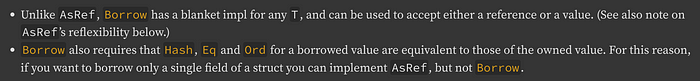 • Unlike AsRef, Borrow has a blanket impl for any T, and can be used to accept either a reference or a value. (See also note on
AsRef's reflexibility below.)
• Borrow also requires that Hash, Eq and Ord for a borrowed value are equivalent to those of the owned value. For this reason,
if you want to borrow only a single field of a struct you can implement AsRef, but not Borrow.